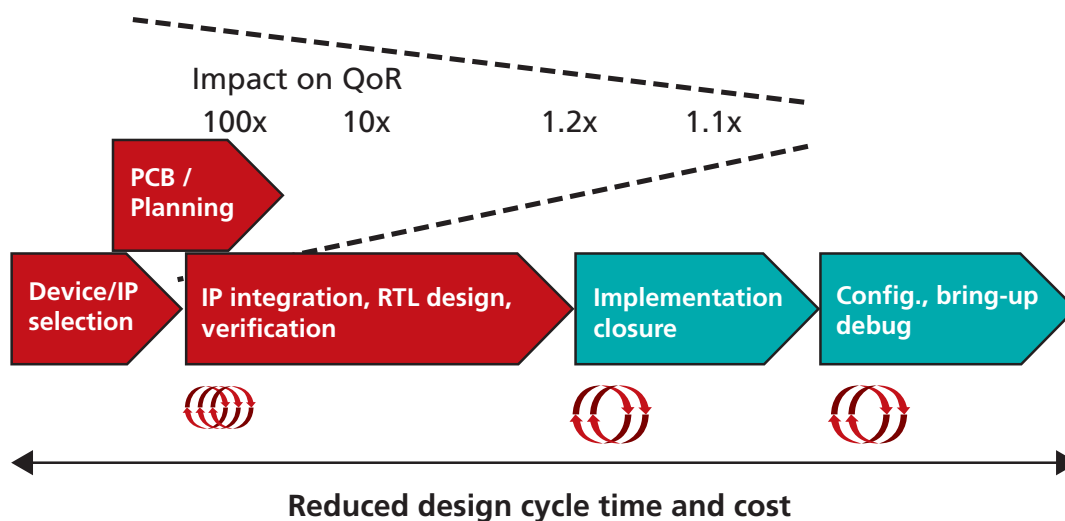 Impact on QoR
100x 10x 1.2x 1.1x
PCB /
Planning
Device/IP
selection
IP integration, RTL design,
verification
Implementation
closure
Config., bring-up
debug
Reduced design cycle time and cost